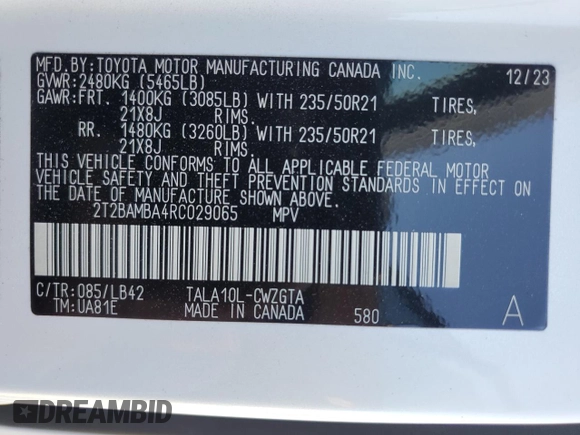 MFD.BY:TOYOTA MOTOR MANUFACTURING CANADA INC. 12/23
GVWR:2480KG (5465LB)
GAWR:FRT. 1400KG (3085LB) WITH 235/50R21 TIRES,
21X8J RIMS.
RR. 1480KG (3260LB) WITH 235/50R21 TIRES,
21X8J RIMS.
THIS VEHICLE CONFORMS TO ALL APPLICABLE FEDERAL MOTOR
VEHICLE SAFETY AND THEFT PREVENTION STANDARDS IN EFFECT ON
THE DATE OF MANUFACTURE SHOWN ABOVE.
2T2BAMBA4RC029065 MPV
C/TR:085/LB42 TALA10L-CWZGTA
TM:UA81E MADE IN CANADA 580 A
DREAMBID